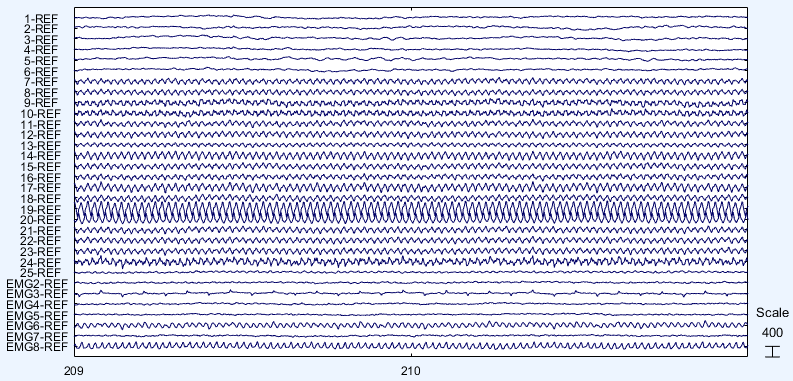 1-REF
2-REF
3-REF
4-REF
5-REF
6-REF
7-REF
8-REF
9-REF
10-REF
11-REF
12-REF
13-REF
14-REF
15-REF
16-REF
17-REF
18-REF
19-REF
20-REF
21-REF
22-REF
23-REF
24-REF
25-REF
EMG2-REF
EMG3-REF
EMG4-REF
EMG5-REF
EMG6-REF
EMG7-REF
EMG8-REF
Scale
400
209 210